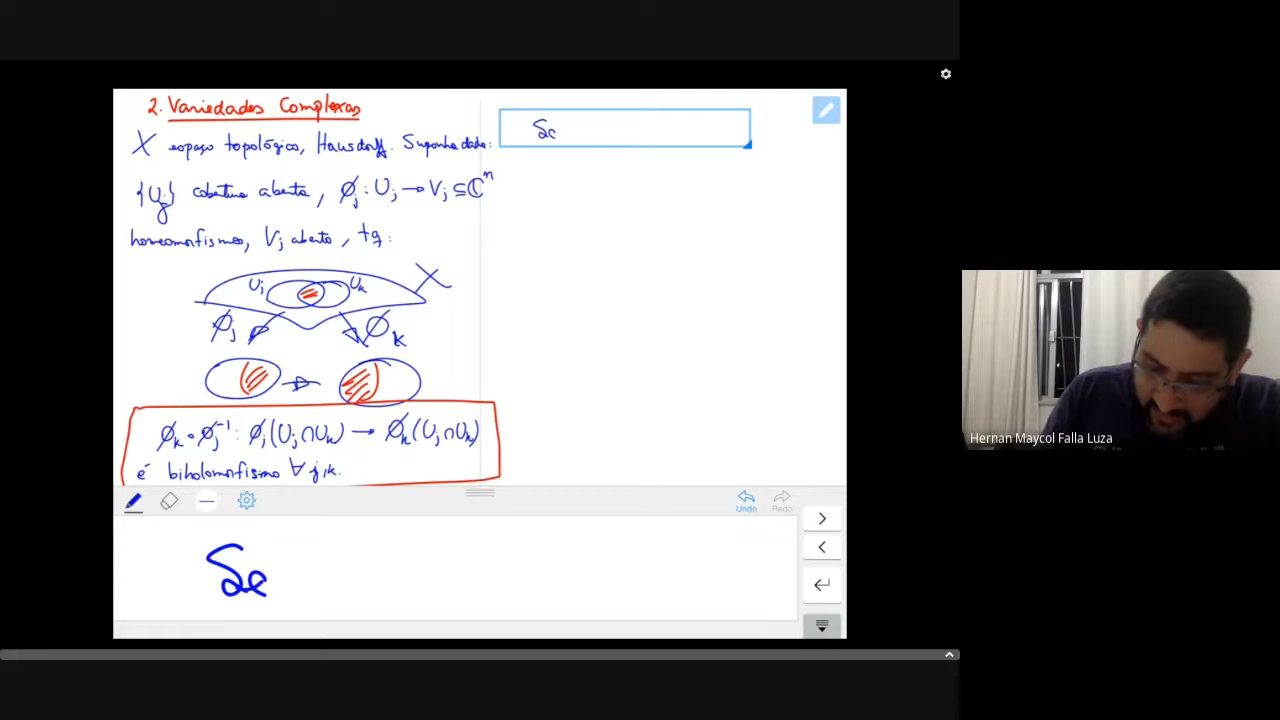 2. Variedades Complexas
X espaço topológico, Hausdorff. Suponha dado:
{Uj} cobertura aberta, ϕj : Uj → Vj ⊆ ℂⁿ
homeomorfismos, Vj aberto, tq:
Uj Uk X
ϕj ϕk
ϕk ∘ ϕj⁻¹ : ϕj(Uj ∩ Uk) → ϕk(Uj ∩ Uk)
é biholomorfismo ∀ j,k.
Se
Undo Redo
Se
Hernan Maycol Falla Luza